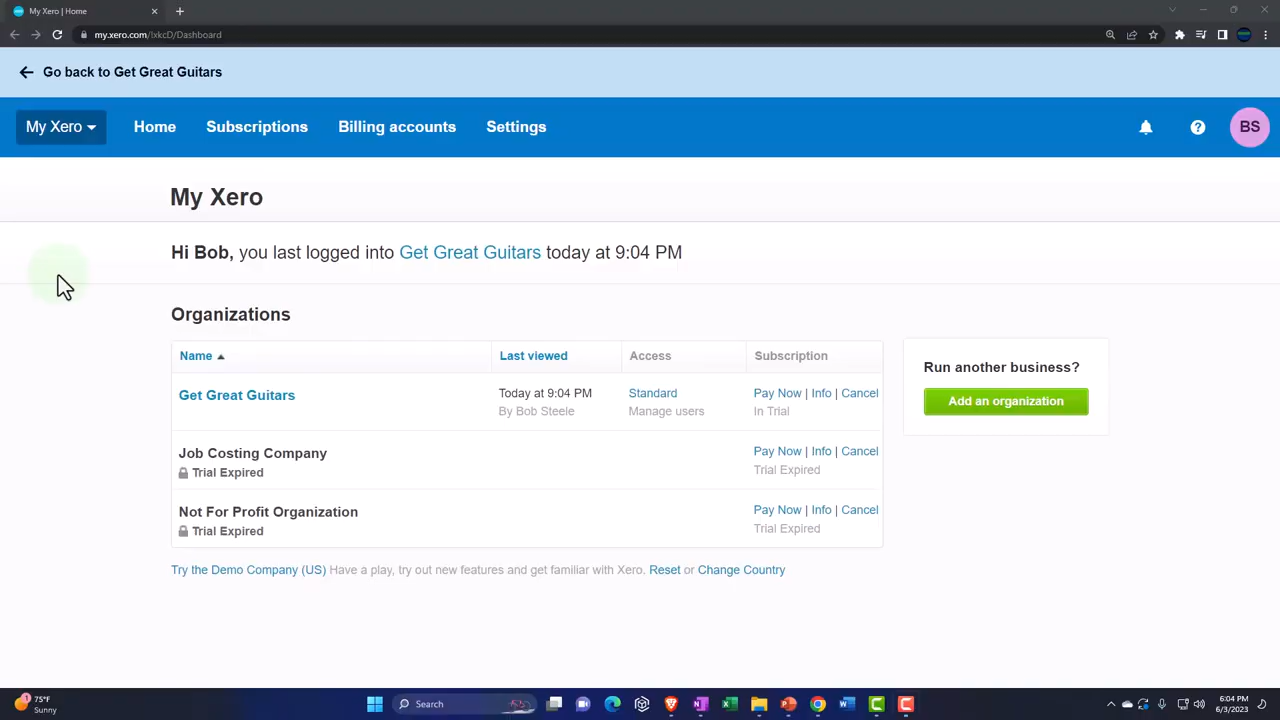 My Xero | Home
my.xero.com/!xkcD/Dashboard
Go back to Get Great Guitars
My Xero Home Subscriptions Billing accounts Settings ? BS
My Xero
Hi Bob, you last logged into Get Great Guitars today at 9:04 PM
Organizations
Name Last viewed Access Subscription
Get Great Guitars Today at 9:04 PM Standard Pay Now | Info | Cancel
By Bob Steele Manage users In Trial
Job Costing Company Pay Now | Info | Cancel
Trial Expired Trial Expired
Not For Profit Organization Pay Now | Info | Cancel
Trial Expired Trial Expired
Run another business?
Add an organization
Try the Demo Company (US) Have a play, try out new features and get familiar with Xero. Reset or Change Country
1 75°F
Sunny
Search
6:04 PM
6/3/2023